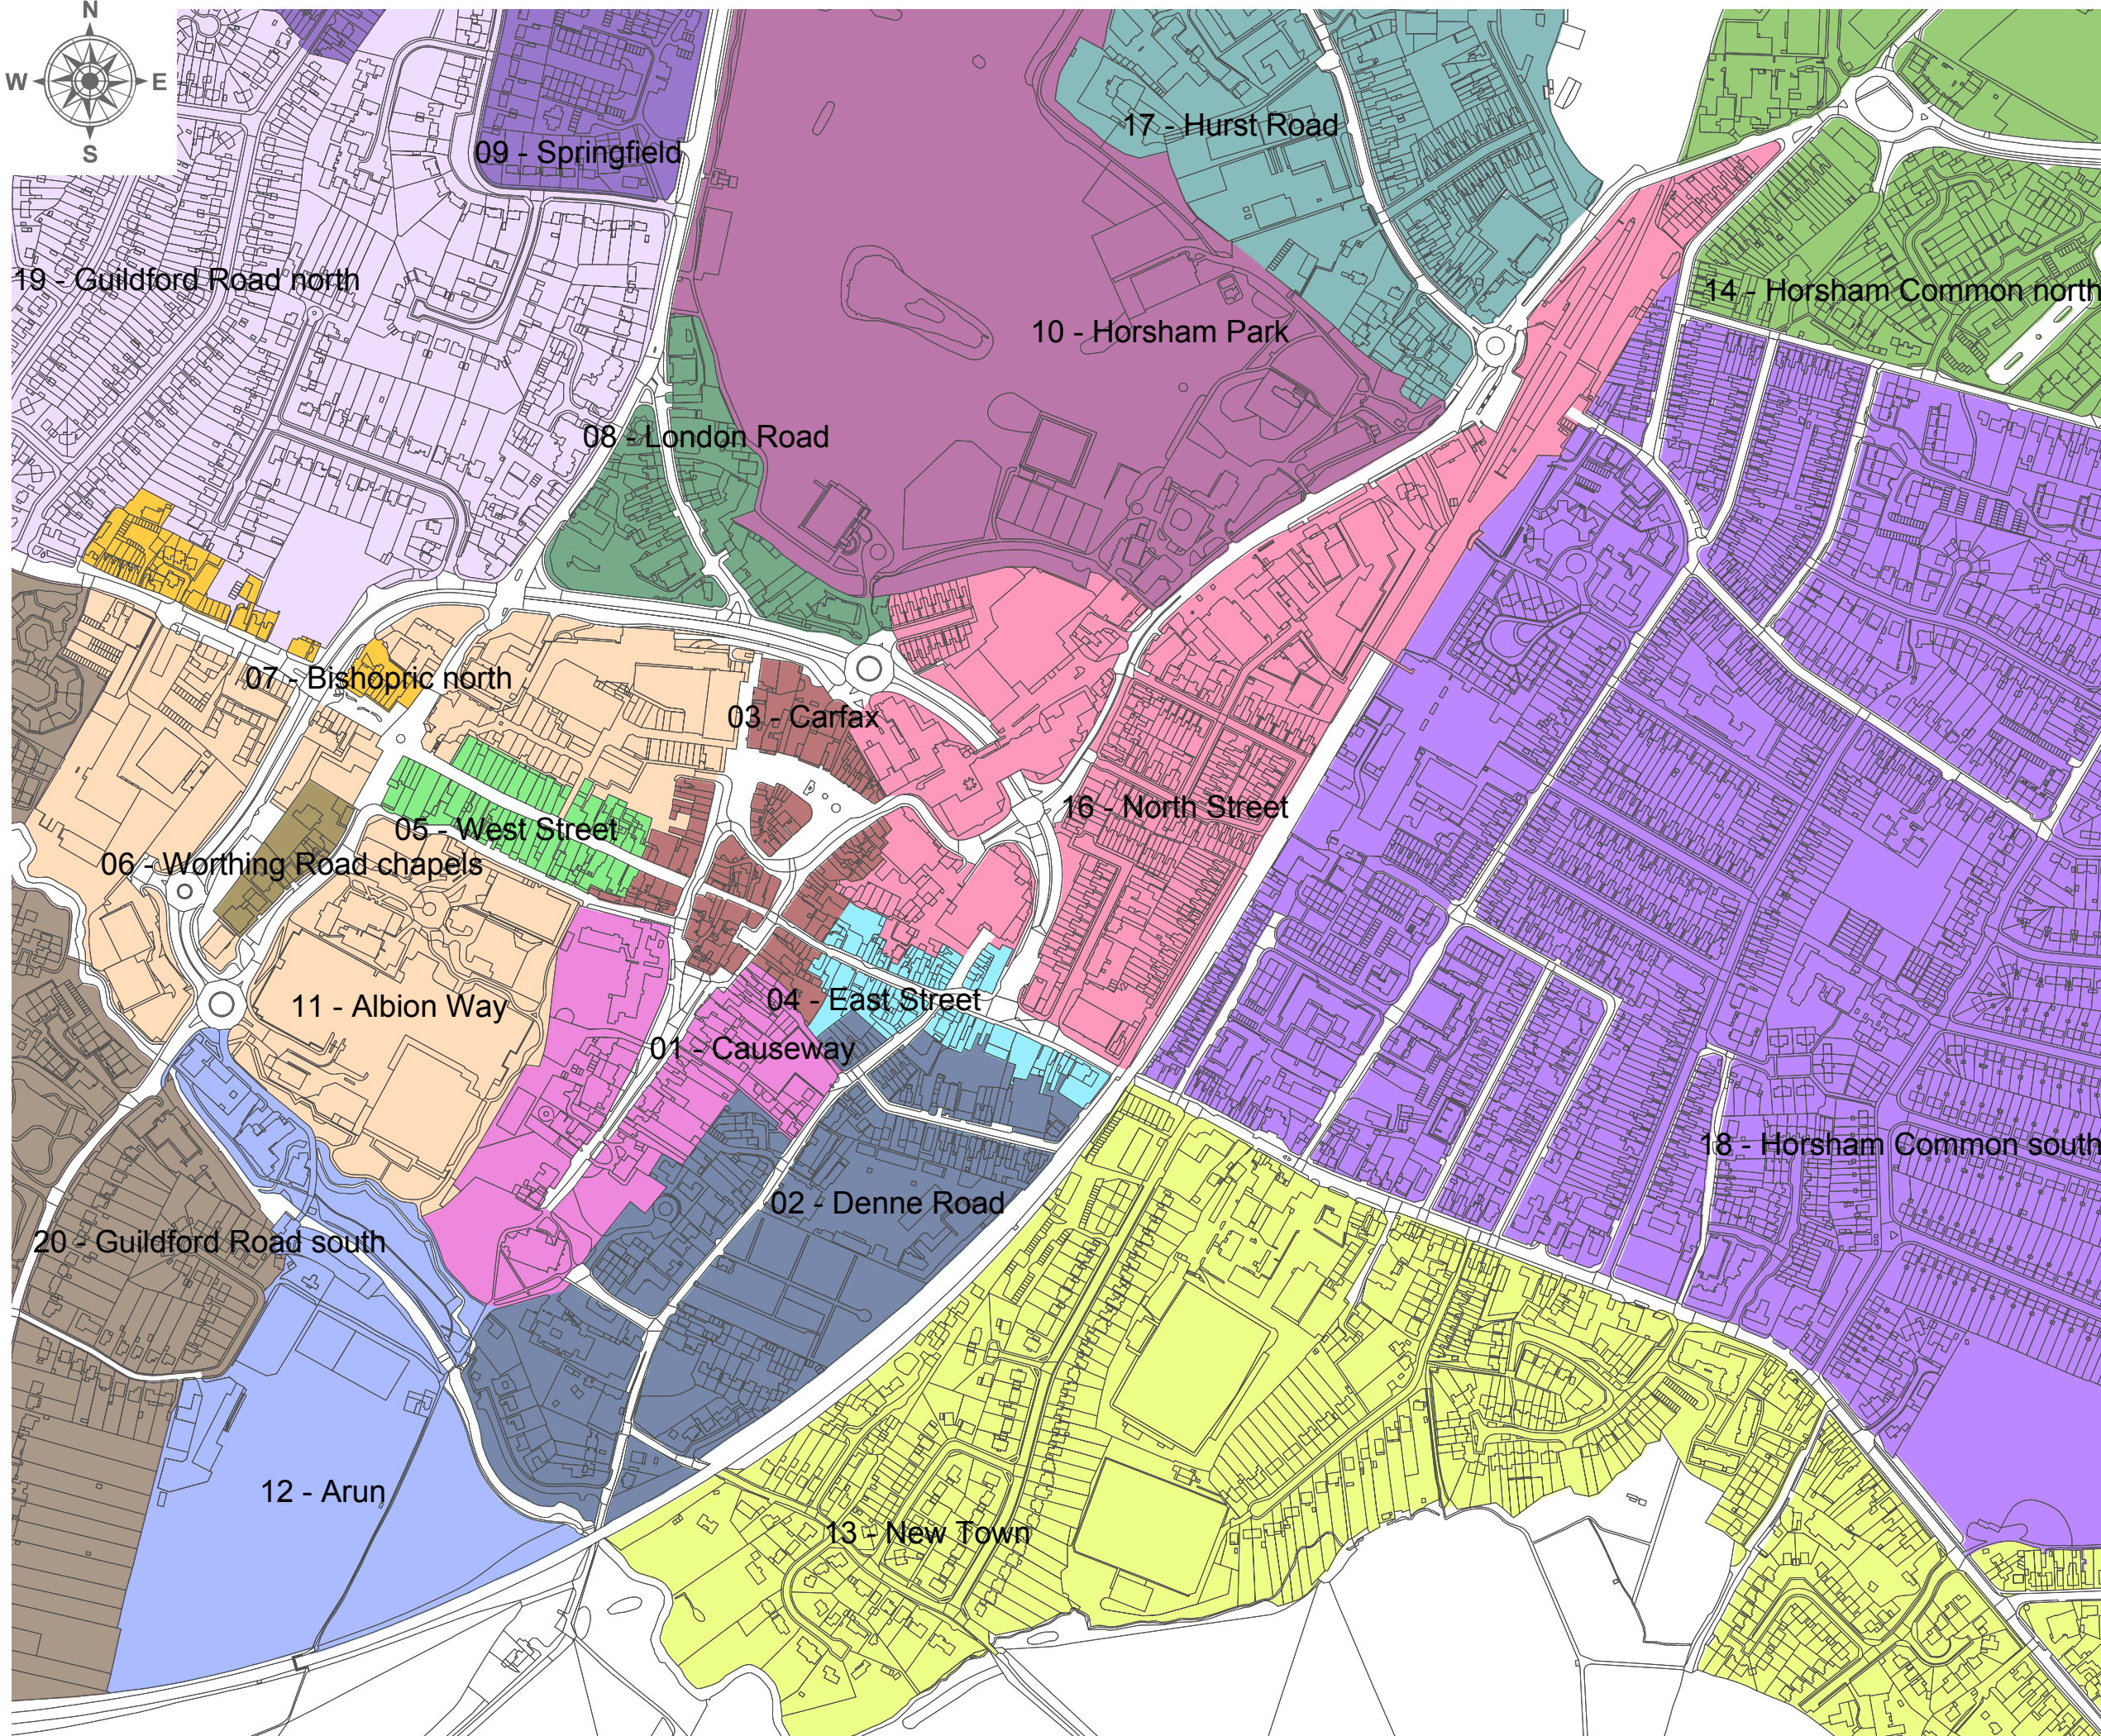 N
W E
S
17 - Hurst Road
09 - Springfield
19 - Guildford Road north
14 - Horsham Common north
10 - Horsham Park
08 - London Road
07 - Bishopric north
03 - Carfax
16 - North Street
05 - West Street
06 - Worthing Road chapels
04 - East Street
11 - Albion Way
01 - Causeway
18 - Horsham Common south
02 - Denne Road
20 - Guildford Road south
12 - Arun
13 - New Town